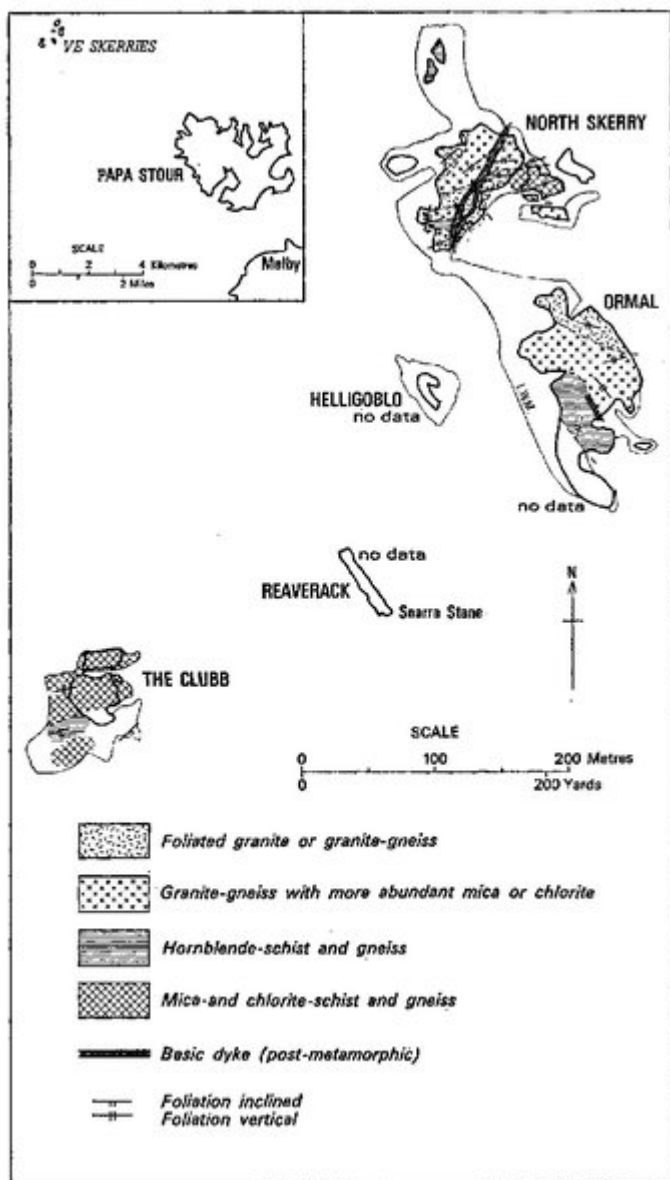 VE SKERRIES
PAPA STOUR
SCALE
0 2 4 Kilometres
0 2 Miles
Melby
NORTH SKERRY
ORMAL
HELLIGOBLO
no data
no data
no data
REAVERACK
Snarra Stane
N
THE CLUBB
SCALE
0 100 200 Metres
0 200 Yards
Foliated granite or granite-gneiss
Granite-gneiss with more abundant mica or chlorite
Hornblende-schist and gneiss
Mica-and chlorite-schist and gneiss
Basic dyke (post-metamorphic)
Foliation inclined
Foliation vertical